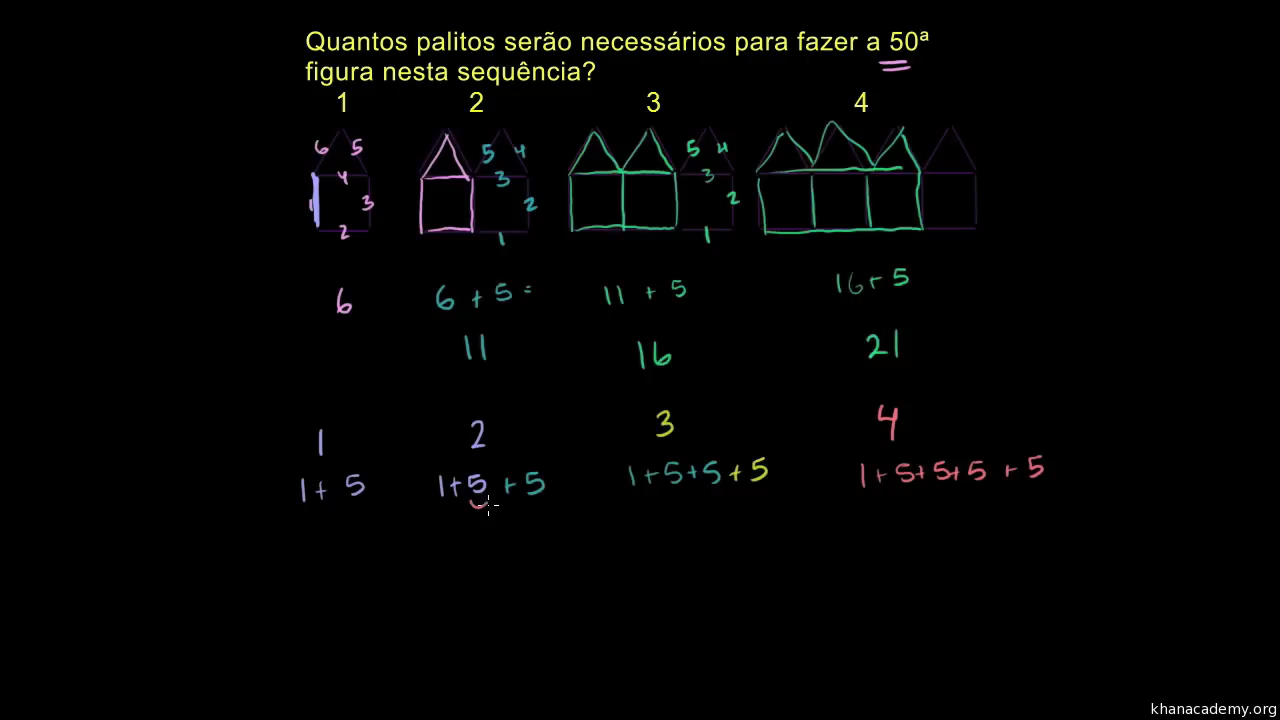 Quantos palitos serão necessários para fazer a 50ª
figura nesta sequência?
1 2 3 4
6 5 5 4 5 4
4 3 3
1 3 2 2
2 1 1
6 6 + 5 = 11 + 5 16 + 5
11 16 21
1 2 3 4
1 + 5 1 + 5 + 5 1 + 5 + 5 + 5 1 + 5 + 5 + 5 + 5
khanacademy.org